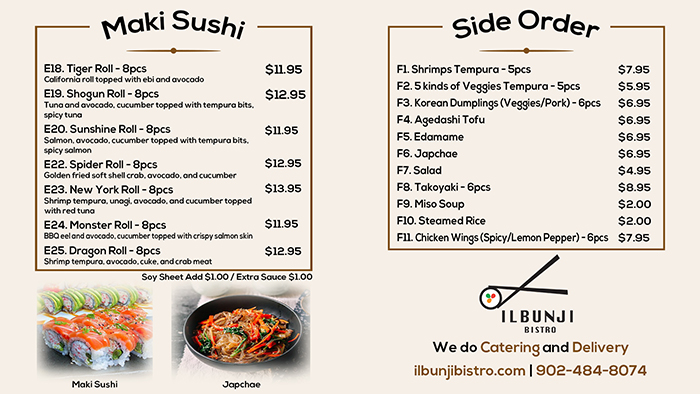 Maki Sushi
E18. Tiger Roll - 8pcs $11.95
California roll topped with ebi and avocado
E19. Shogun Roll - 8pcs $12.95
Tuna and avocado, cucumber topped with tempura bits,
spicy tuna
E20. Sunshine Roll - 8pcs $11.95
Salmon, avocado, cucumber topped with tempura bits,
spicy salmon
E22. Spider Roll - 8pcs $12.95
Golden fried soft shell crab, avocado, and cucumber
E23. New York Roll - 8pcs $13.95
Shrimp tempura, unagi, avocado, and cucumber topped
with red tuna
E24. Monster Roll - 8pcs $11.95
BBQ eel and avocado, cucumber topped with crispy salmon skin
E25. Dragon Roll - 8pcs $12.95
Shrimp tempura, avocado, cuke, and crab meat
Soy Sheet Add $1.00 / Extra Sauce $1.00
Maki Sushi
Japchae
Side Order
F1. Shrimps Tempura - 5pcs $7.95
F2. 5 kinds of Veggies Tempura - 5pcs $5.95
F3. Korean Dumplings (Veggies/Pork) - 6pcs $6.95
F4. Agedashi Tofu $6.95
F5. Edamame $6.95
F6. Japchae $6.95
F7. Salad $4.95
F8. Takoyaki - 6pcs $8.95
F9. Miso Soup $2.00
F10. Steamed Rice $2.00
F11. Chicken Wings (Spicy/Lemon Pepper) - 6pcs $7.95
ILBUNJI
BISTRO
We do Catering and Delivery
ilbunjibistro.com | 902-484-8074